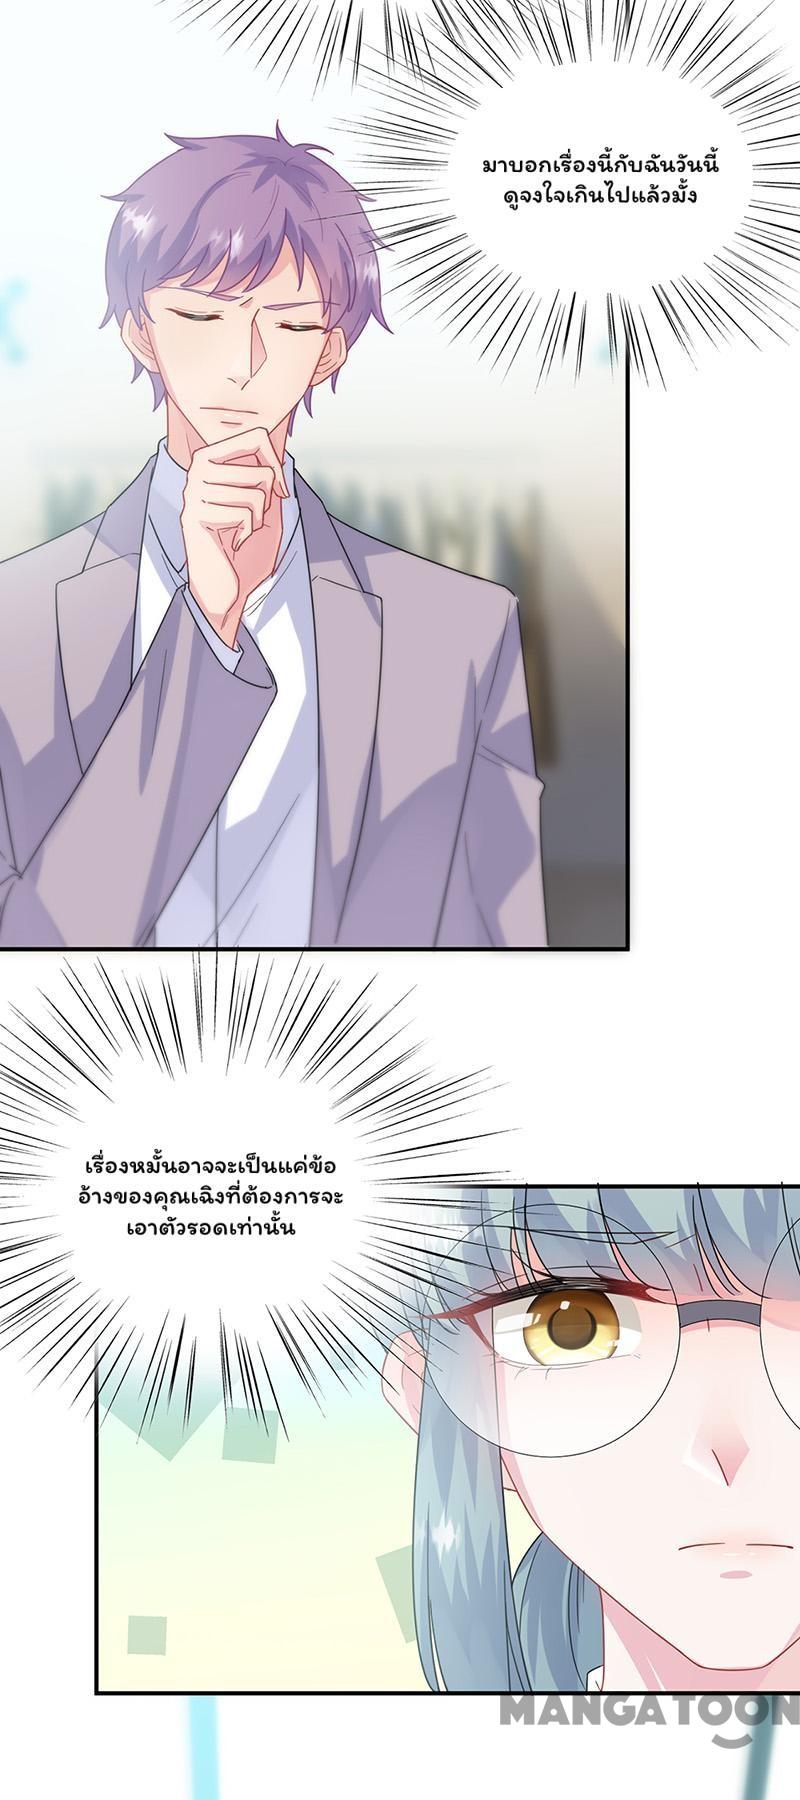 มาบอกเรื่องนี้กับฉันวันนี้
ดูจงใจเกินไปแล้วมั้ง
เรื่องหมั้นอาจจะเป็นแค่ข้อ
อ้างของคุณเฉิงที่ต้องการจะ
เอาตัวรอดเท่านั้น
MANGATOON